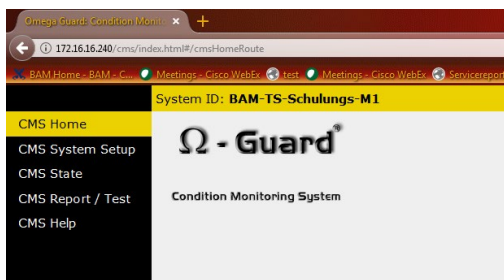 Omega Guard: Condition Monit
172.16.16.240/cms/index.html#/cmsHomeRoute
BAM Home - BAM - C... Meetings - Cisco WebEx test Meetings - Cisco WebEx Servicereport
System ID: BAM-TS-Schulungs-M1
CMS Home
CMS System Setup
CMS State
CMS Report / Test
CMS Help
Ω - Guard®
Condition Monitoring System